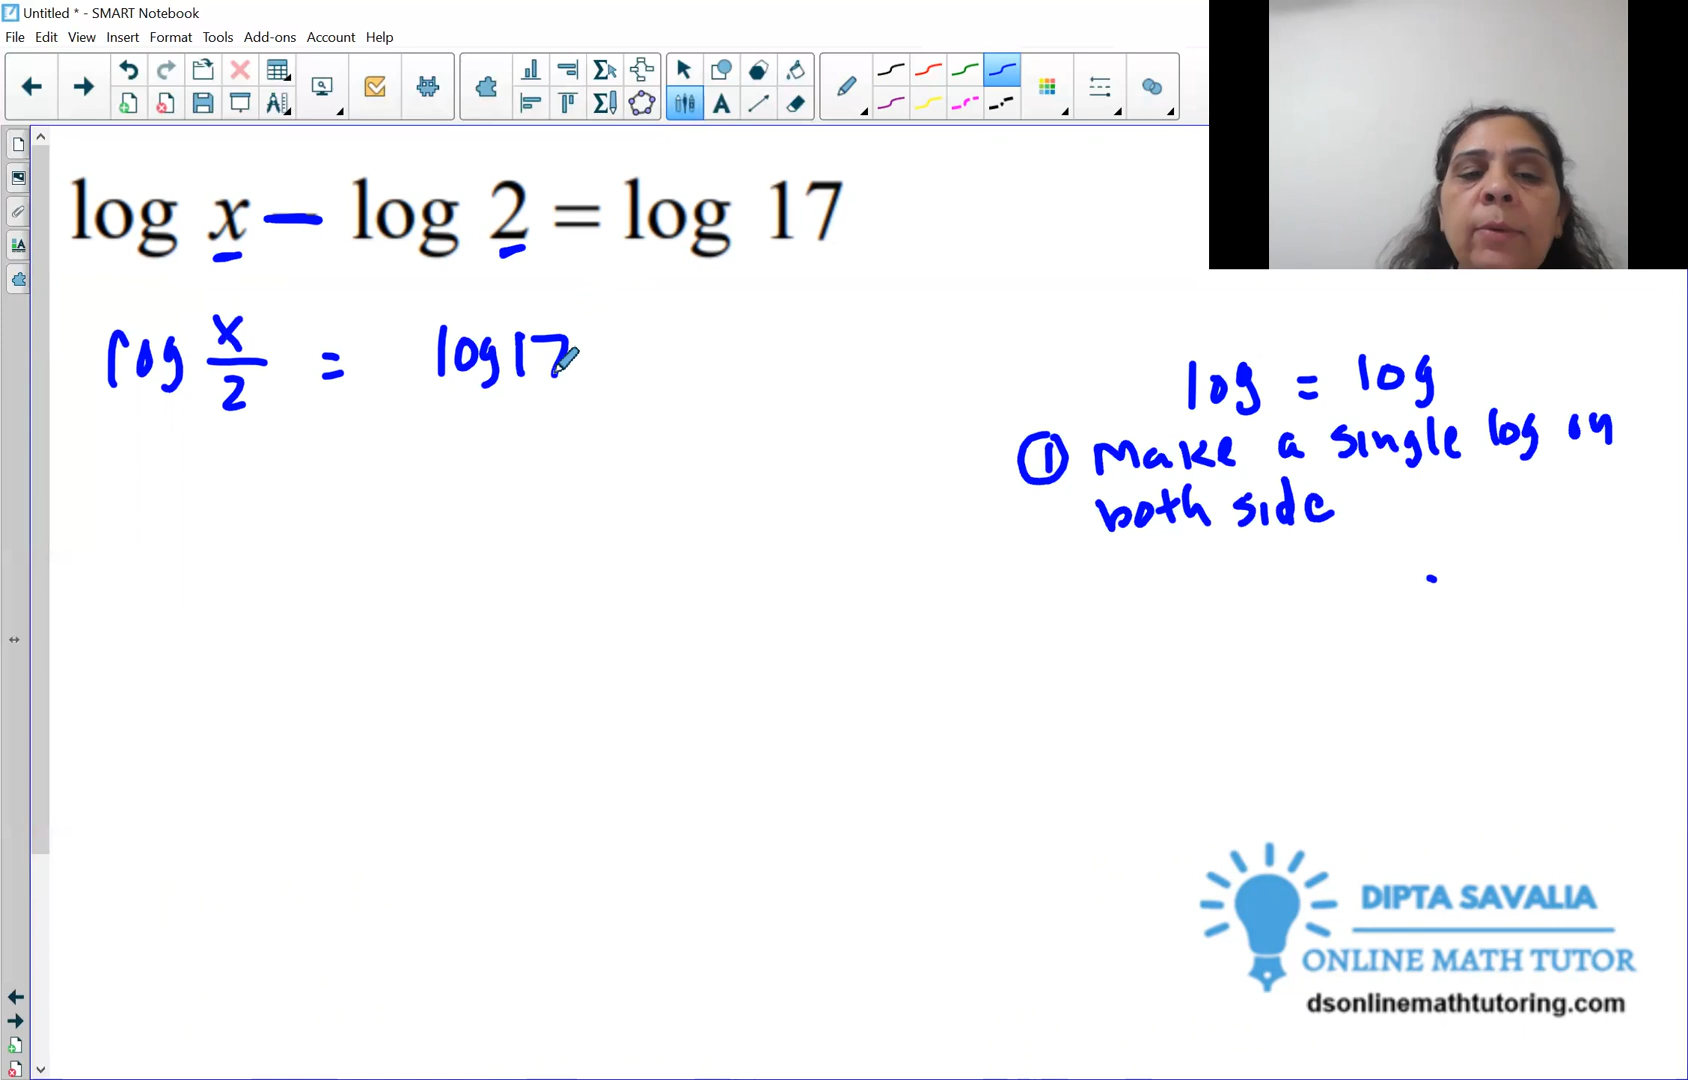 Untitled * - SMART Notebook
File Edit View Insert Format Tools Add-ons Account Help
log x − log 2 = log 17
log x/2 = log 17
log = log
① Make a single log on
both side
DIPTA SAVALIA
ONLINE MATH TUTOR
dsonlinemathtutoring.com